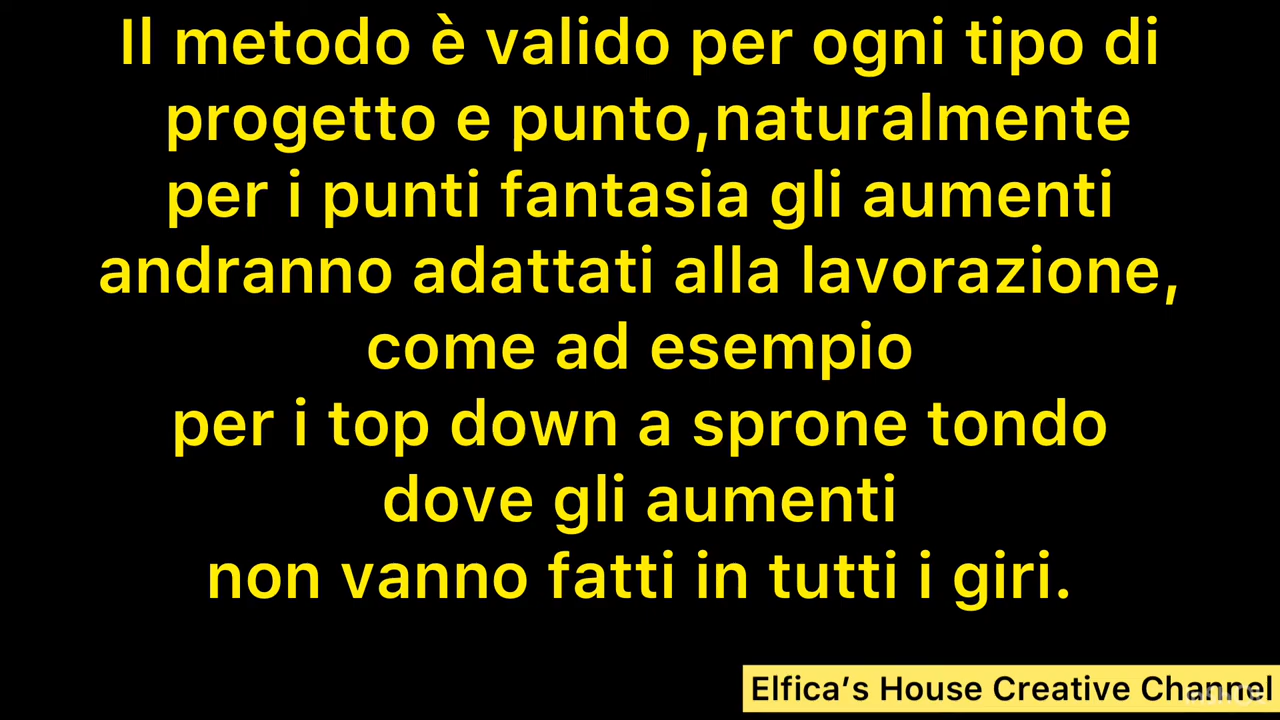 Il metodo è valido per ogni tipo di
progetto e punto,naturalmente
per i punti fantasia gli aumenti
andranno adattati alla lavorazione,
come ad esempio
per i top down a sprone tondo
dove gli aumenti
non vanno fatti in tutti i giri.
Elfica’s House Creative Channel